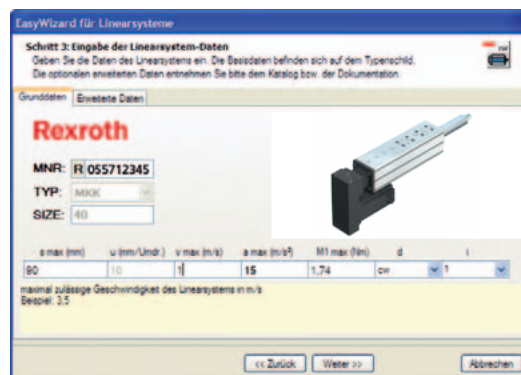 EasyWizard für Linearsysteme
Schritt 3: Eingabe der Linearsystem-Daten
Geben Sie die Daten des Linearsystems ein. Die Basisdaten befinden sich auf dem Typenschild.
Die optionalen erweiterten Daten entnehmen Sie bitte dem Katalog bzw. der Dokumentation.
Grunddaten Erweiterte Daten
Rexroth
MNR: R 055712345
TYP: MKK
SIZE: 40
s max (mm) u (mm/Umdr.) v max (m/s) a max (m/s²) M1 max (Nm) d i
90 10 1 15 1,74 cw 1
maximal zulässige Geschwindigkeit des Linearsystems in m/s
Beispiel: 3,5
<< Zurück Weiter >> Abbrechen